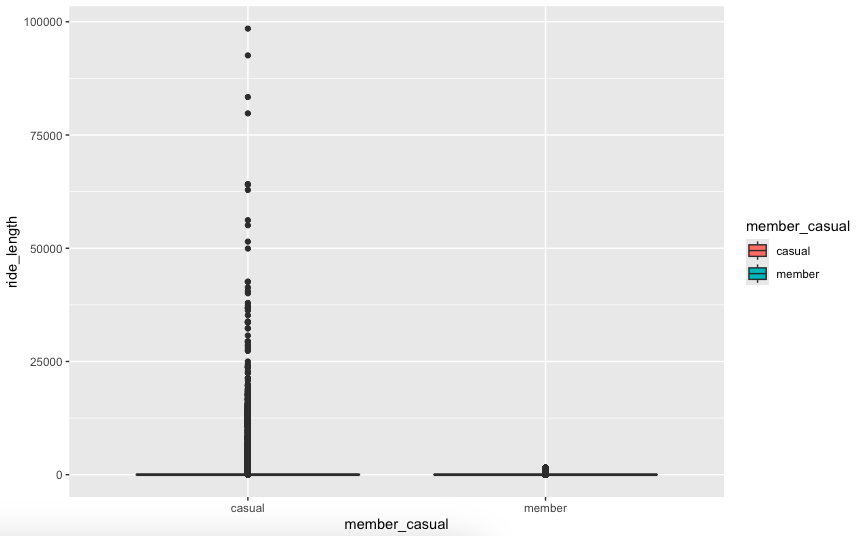 100000
75000
50000
25000
0
ride_length
casual
member
member_casual
member_casual
casual
member